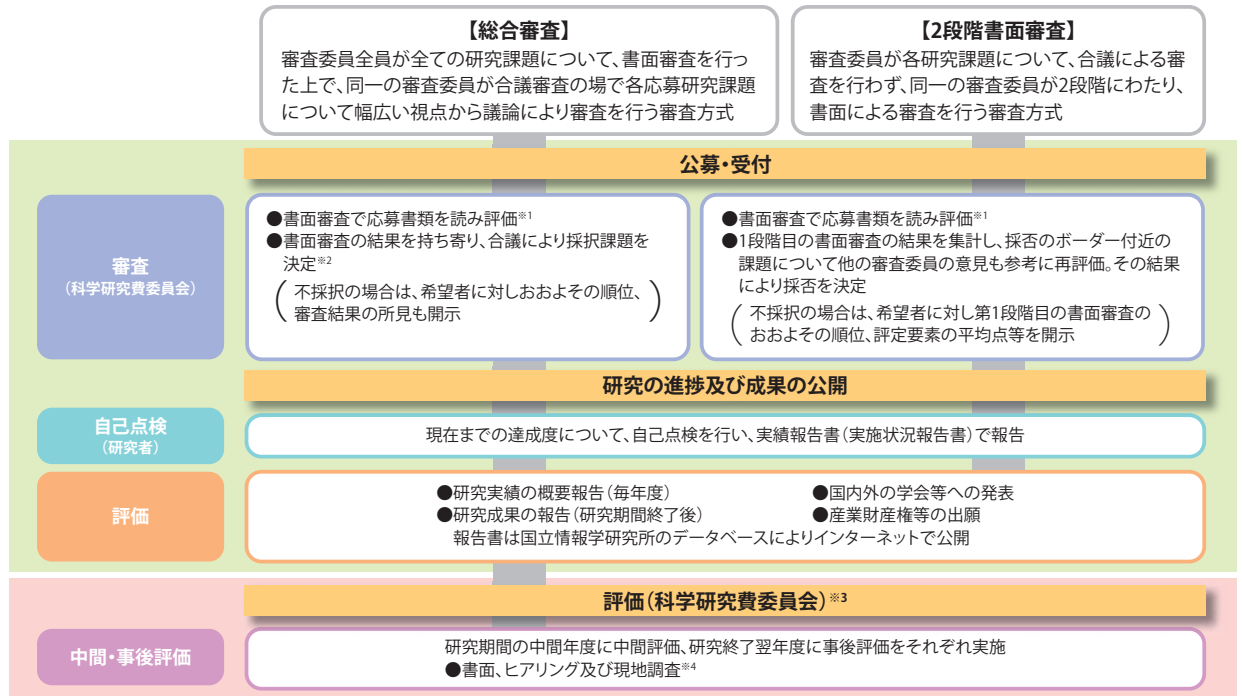 【総合審査】
審査委員全員が全ての研究課題について、書面審査を行っ
た上で、同一の審査委員が合議審査の場で各応募研究課題
について幅広い視点から議論により審査を行う審査方式
【2段階書面審査】
審査委員が各研究課題について、合議による審
査を行わず、同一の審査委員が2段階にわたり、
書面による審査を行う審査方式
公募・受付
審査
(科学研究費委員会)
●書面審査で応募書類を読み評価※1
●書面審査の結果を持ち寄り、合議により採択課題を
決定※2
(不採択の場合は、希望者に対しおおよその順位、
審査結果の所見も開示)
●書面審査で応募書類を読み評価※1
●1段階目の書面審査の結果を集計し、採否のボーダー付近の
課題について他の審査委員の意見も参考に再評価。その結果
により採否を決定
(不採択の場合は、希望者に対し第1段階目の書面審査の
おおよその順位、評定要素の平均点等を開示)
研究の進捗及び成果の公開
自己点検
(研究者)
現在までの達成度について、自己点検を行い、実績報告書(実施状況報告書)で報告
評価
●研究実績の概要報告(毎年度)
●国内外の学会等への発表
●研究成果の報告(研究期間終了後)
●産業財産権等の出願
報告書は国立情報学研究所のデータベースによりインターネットで公開
評価(科学研究費委員会)※3
中間・事後評価
研究期間の中間年度に中間評価、研究終了翌年度に事後評価をそれぞれ実施
●書面、ヒアリング及び現地調査※4